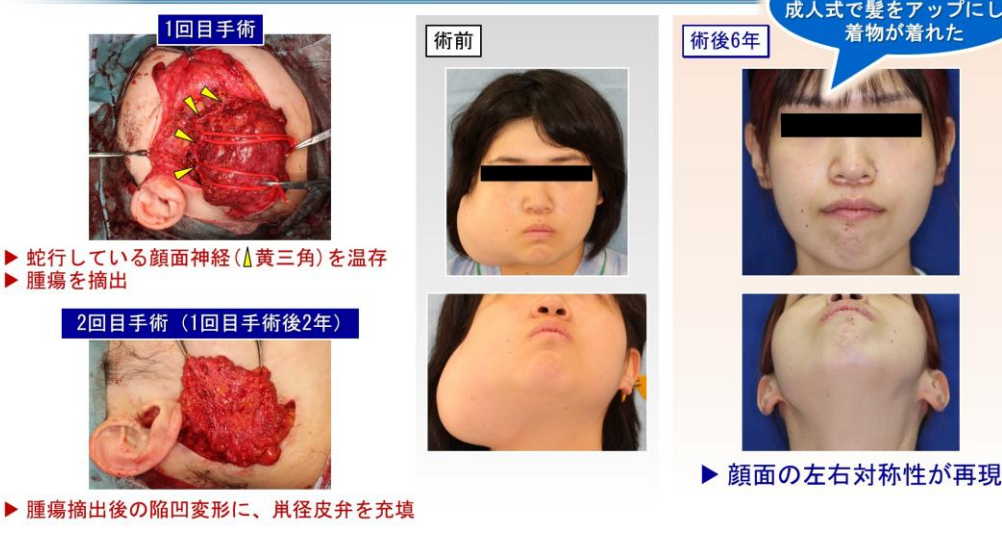 1回目手術
▶ 蛇行している顔面神経(△黄三角)を温存
▶ 腫瘍を摘出
2回目手術（1回目手術後2年）
▶ 腫瘍摘出後の陥凹変形に、鼡径皮弁を充填
術前
術後6年
成人式で髪をアップにし
着物が着れた
▶ 顔面の左右対称性が再現